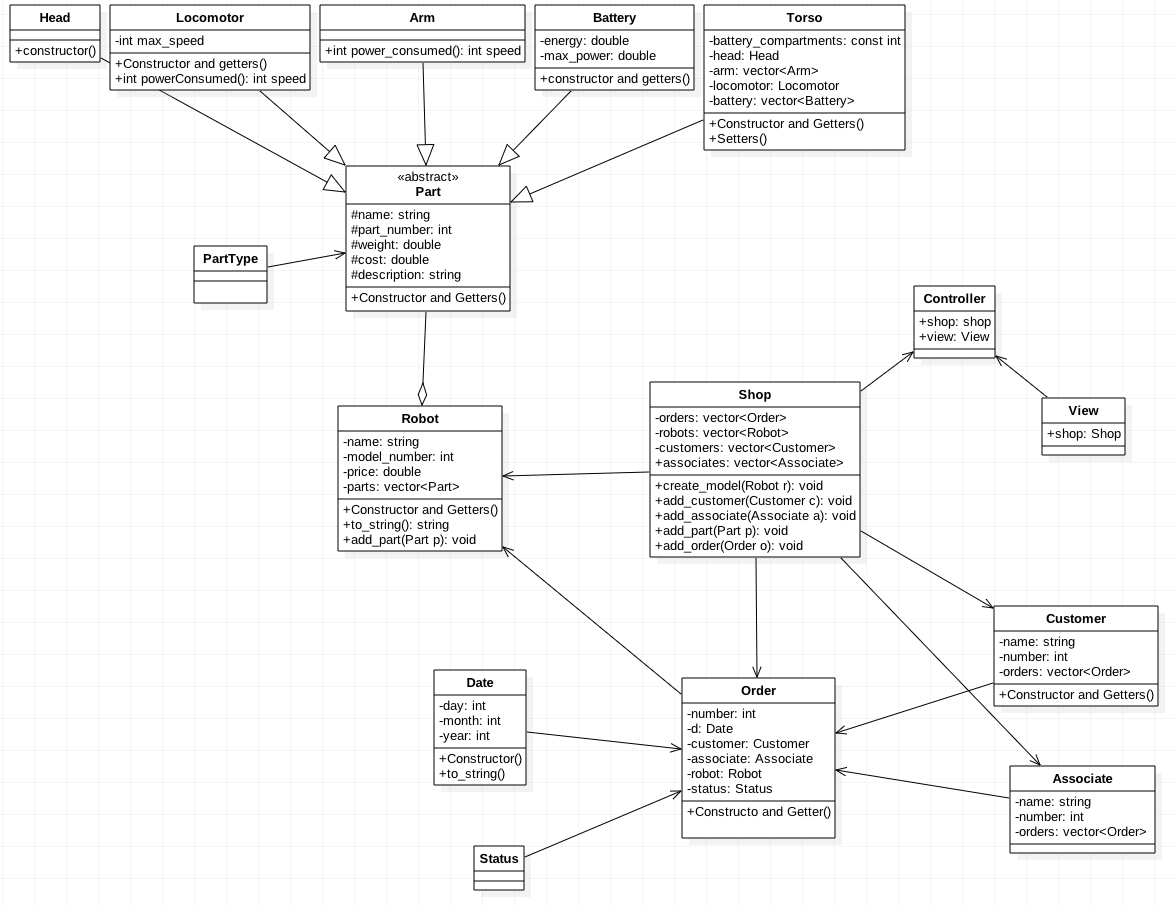 Head
+constructor()
Locomotor
-int max_speed
+Constructor and getters()
+int powerConsumed(): int speed
Arm
+int power_consumed(): int speed
Battery
-energy: double
-max_power: double
+constructor and getters()
Torso
-battery_compartments: const int
-head: Head
-arm: vector<Arm>
-locomotor: Locomotor
-battery: vector<Battery>
+Constructor and Getters()
+Setters()
«abstract»
Part
#name: string
#part_number: int
#weight: double
#cost: double
#description: string
+Constructor and Getters()
PartType
Controller
+shop: shop
+view: View
View
+shop: Shop
Shop
-orders: vector<Order>
-robots: vector<Robot>
-customers: vector<Customer>
+associates: vector<Associate>
+create_model(Robot r): void
+add_customer(Customer c): void
+add_associate(Associate a): void
+add_part(Part p): void
+add_order(Order o): void
Robot
-name: string
-model_number: int
-price: double
-parts: vector<Part>
+Constructor and Getters()
+to_string(): string
+add_part(Part p): void
Customer
-name: string
-number: int
-orders: vector<Order>
+Constructor and Getters()
Date
-day: int
-month: int
-year: int
+Constructor()
+to_string()
Order
-number: int
-d: Date
-customer: Customer
-associate: Associate
-robot: Robot
-status: Status
+Constructo and Getter()
Associate
-name: string
-number: int
-orders: vector<Order>
Status